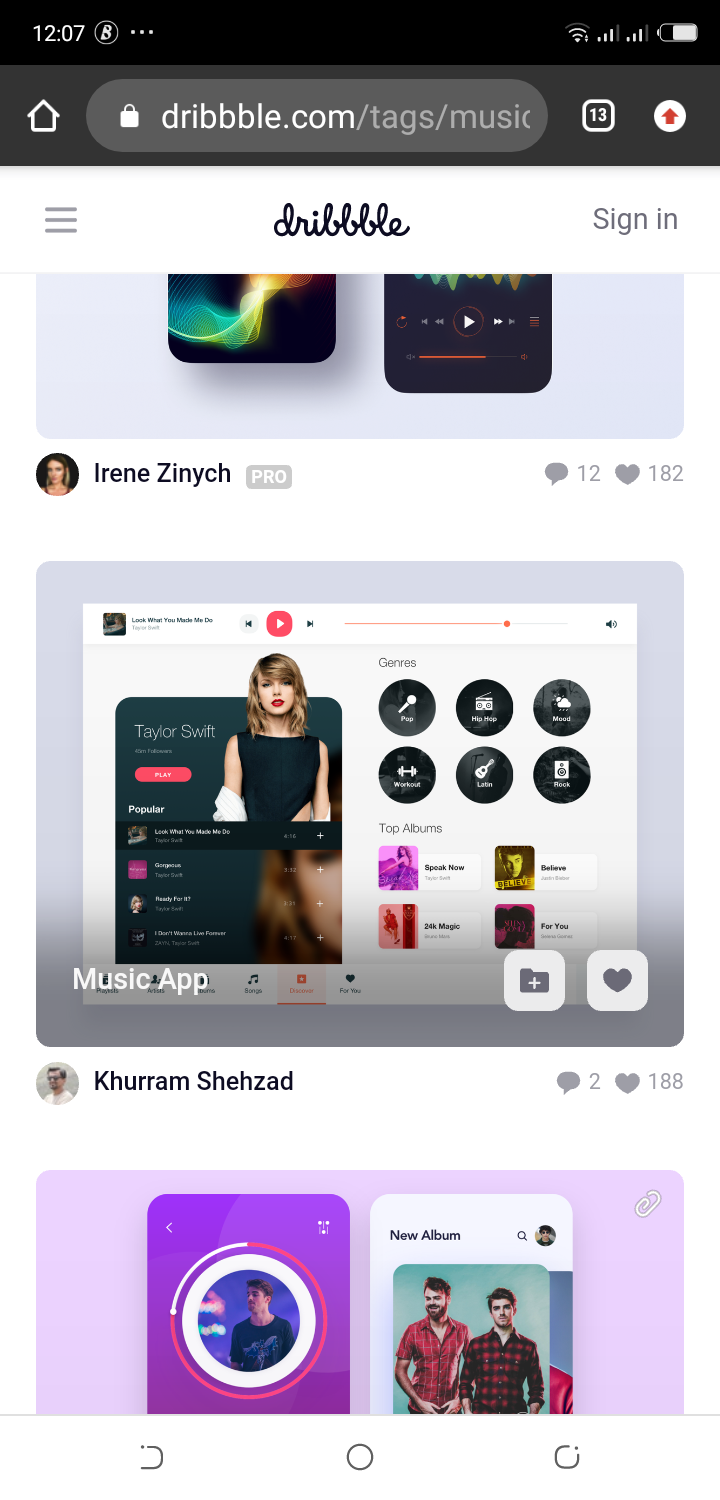 12:07
dribbble.com/tags/music
13
dribbble
Sign in
Irene Zinych PRO
12 182
Look What You Made Me Do
Taylor Swift
Genres
Pop
Hip Hop
Mood
Workout
Latin
Rock
Taylor Swift
45m Followers
PLAY
Popular
Look What You Made Me Do 4:15 +
Taylor Swift
Gorgeous 3:32 +
Taylor Swift
Ready For It? 3:31 +
Taylor Swift
I Don't Wanna Live Forever 4:17 +
ZAYN, Taylor Swift
Top Albums
Speak Now
Taylor Swift
Believe
Justin Bieber
BELIEVE
24k Magic
Bruno Mars
For You
Selena Gomez
Music App
Playlists
Artists
Songs
Discover
For You
Khurram Shehzad
2 188
New Album